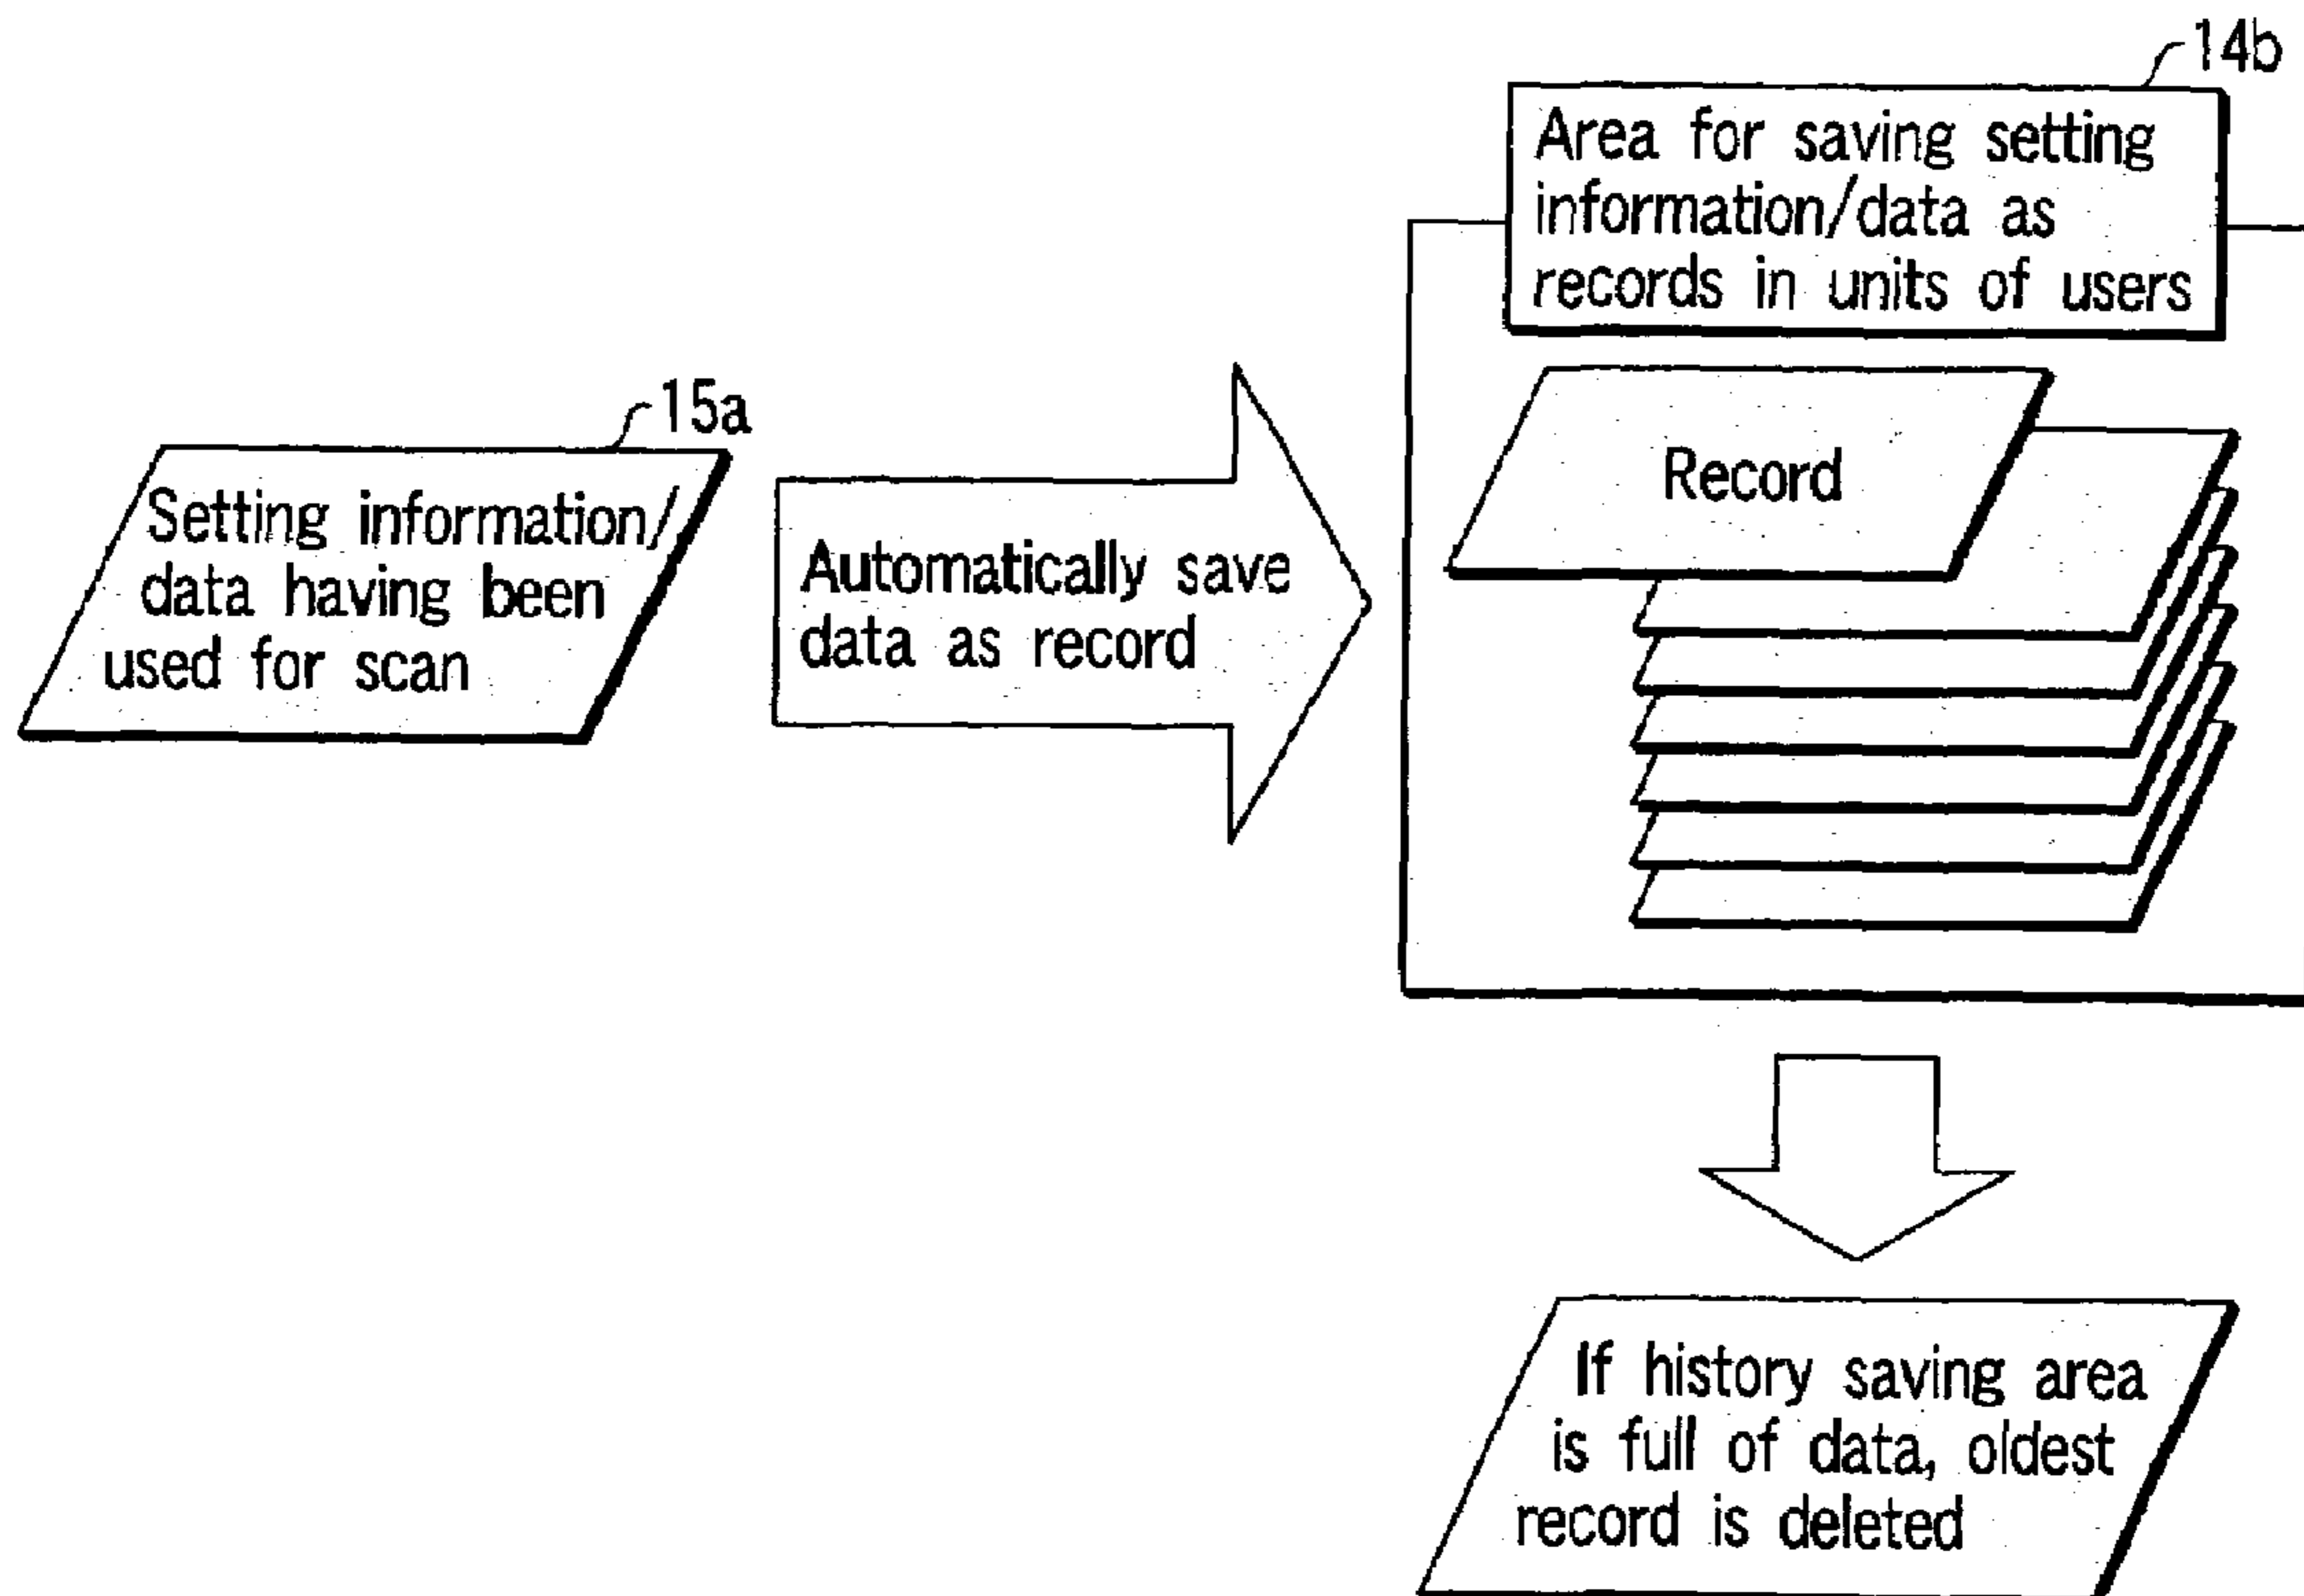 14b
Area for saving setting
information/data as
records in units of users
15a
Setting information/
data having been
used for scan
Automatically save
data as record
Record
If history saving area
is full of data, oldest
record is deleted